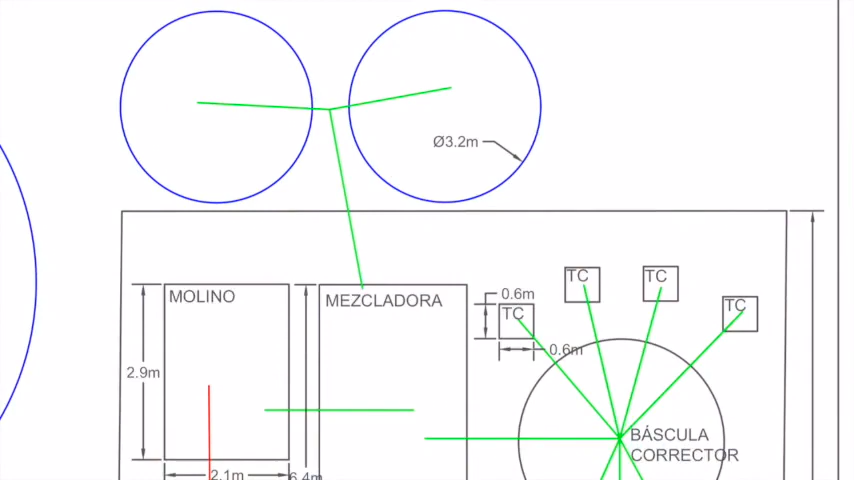 Ø3.2m
TC
TC
TC
TC
0.6m
0.6m
MOLINO
MEZCLADORA
2.9m
2.1m
6.4m
BÁSCULA
CORRECTOR